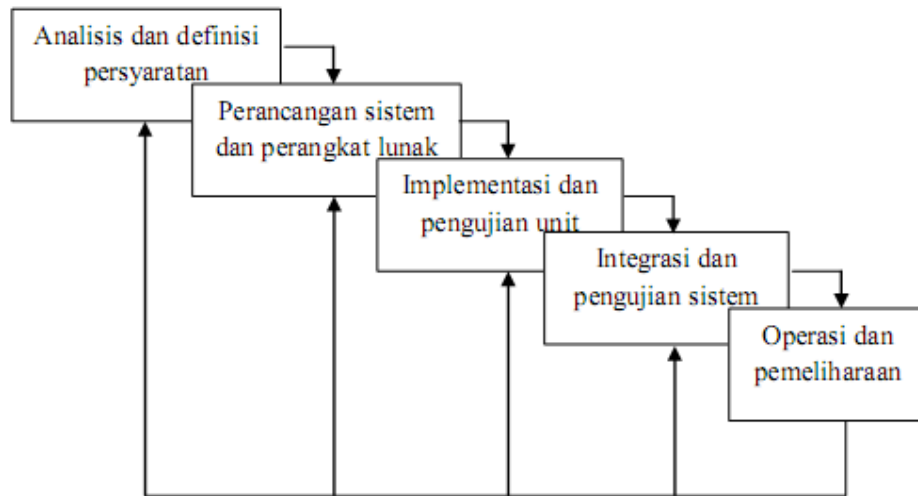 Analisis dan definisi
persyaratan
Perancangan sistem
dan perangkat lunak
Implementasi dan
pengujian unit
Integrasi dan
pengujian sistem
Operasi dan
pemeliharaan